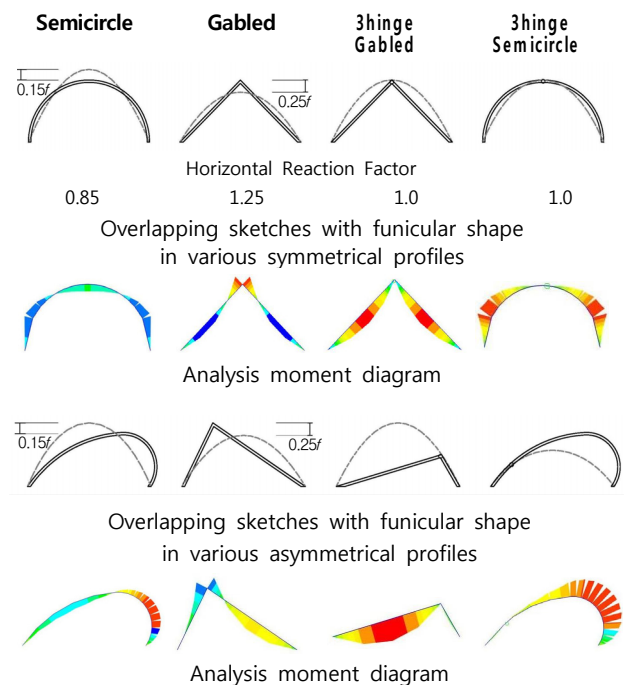 Semicircle Gabled 3hinge Gabled 3hinge Semicircle
0.15f 0.25f
Horizontal Reaction Factor
0.85 1.25 1.0 1.0
Overlapping sketches with funicular shape
in various symmetrical profiles
Analysis moment diagram
0.15f 0.25f
Overlapping sketches with funicular shape
in various asymmetrical profiles
Analysis moment diagram